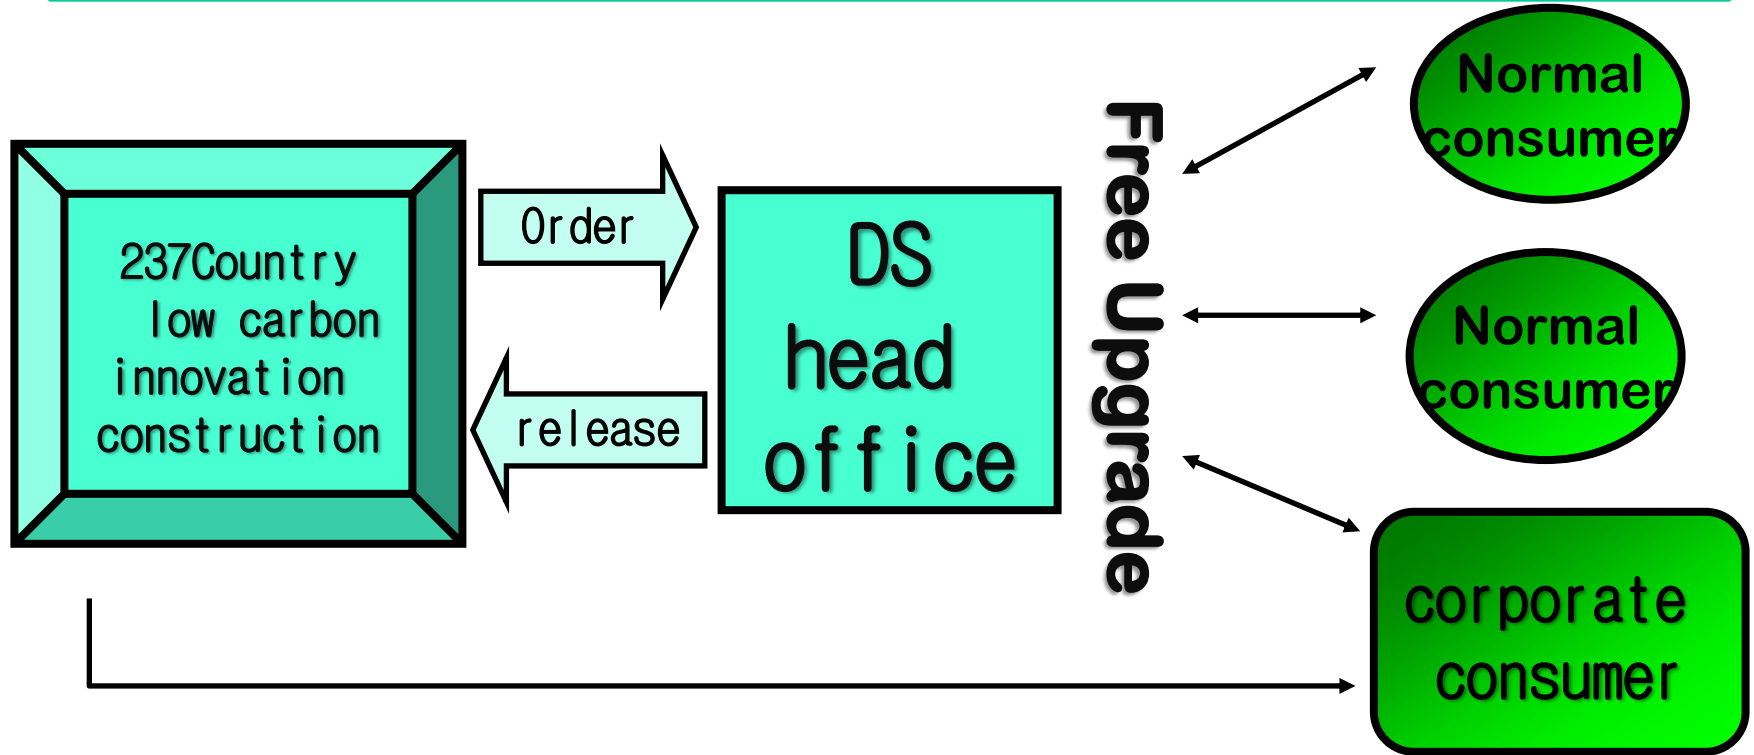 237Country
low carbon
innovation
construction
Order
release
DS
head
office
Free Upgrade
Normal
consumer
Normal
consumer
corporate
consumer